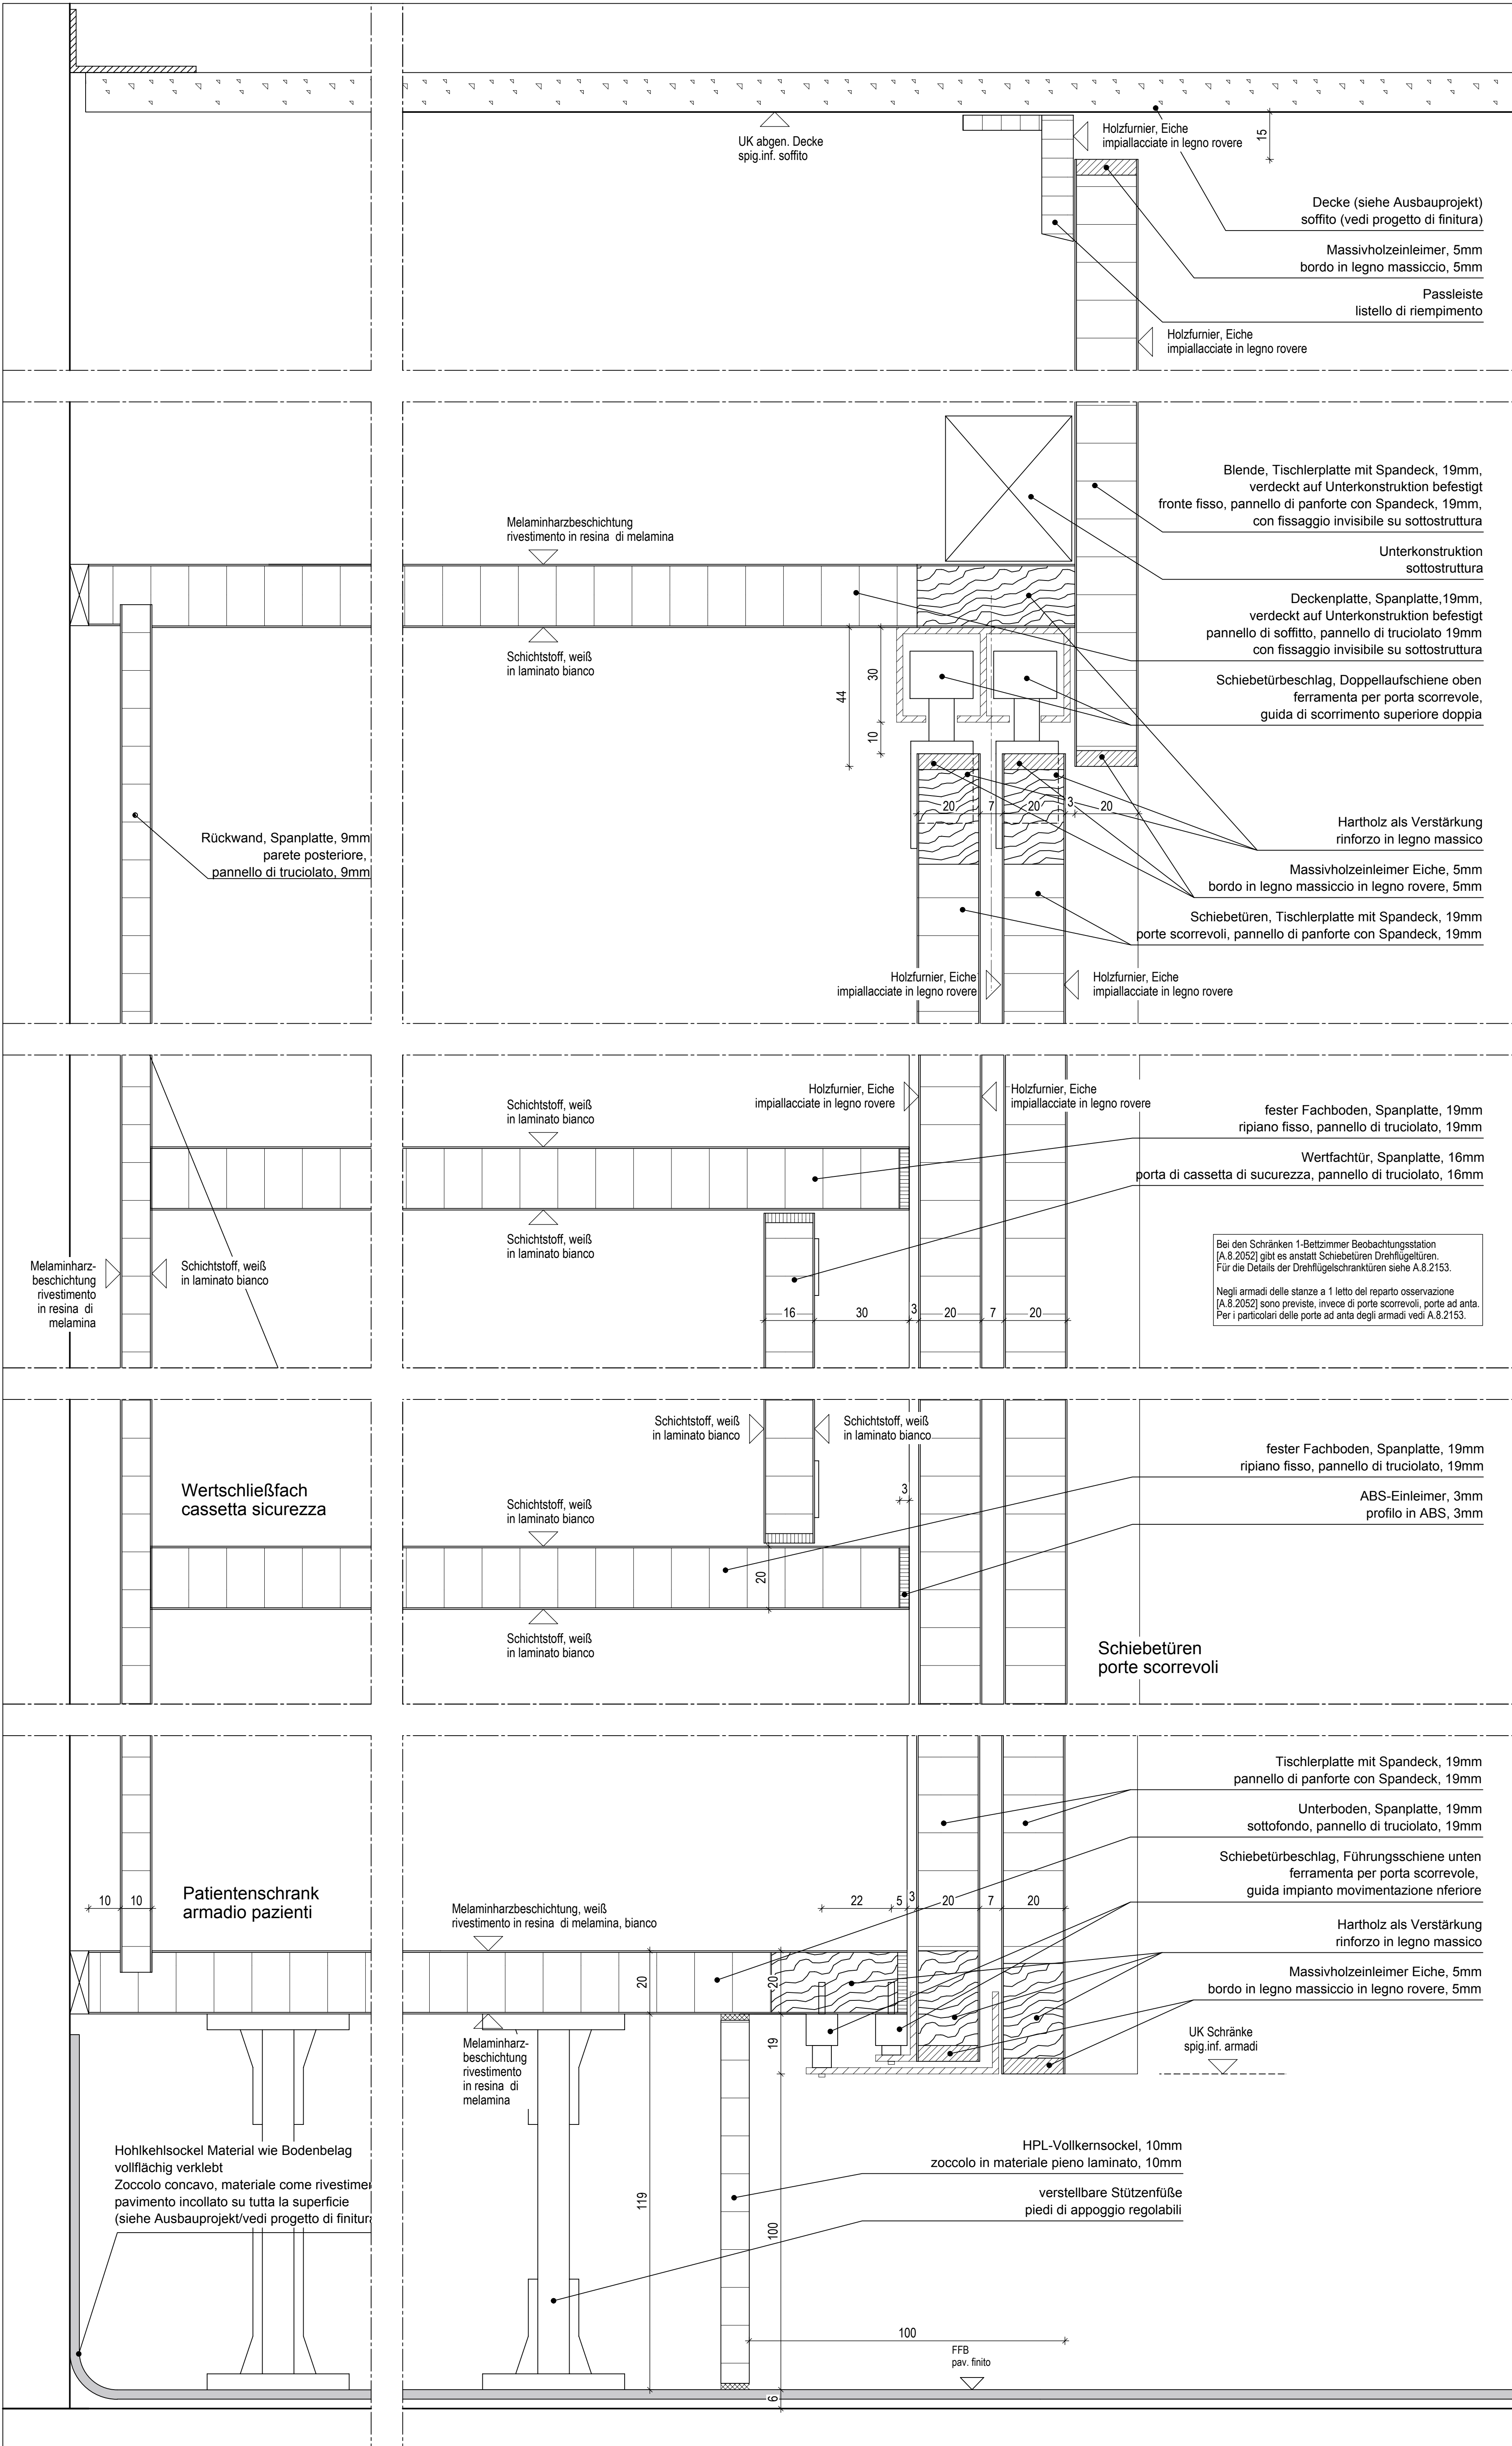 UK abgen. Decke
spig.inf. soffito
Holzfurnier, Eiche
impiallacciate in legno rovere
15
Decke (siehe Ausbauprojekt)
soffito (vedi progetto di finitura)
Massivholzeinleimer, 5mm
bordo in legno massiccio, 5mm
Passleiste
listello di riempimento
Holzfurnier, Eiche
impiallacciate in legno rovere
Blende, Tischlerplatte mit Spandeck, 19mm,
verdeckt auf Unterkonstruktion befestigt
fronte fisso, pannello di panforte con Spandeck, 19mm,
con fissaggio invisibile su sottostruttura
Melaminharzbeschichtung
rivestimento in resina di melamina
Unterkonstruktion
sottostruttura
Deckenplatte, Spanplatte,19mm,
verdeckt auf Unterkonstruktion befestigt
pannello di soffitto, pannello di truciolato 19mm
con fissaggio invisibile su sottostruttura
Schichtstoff, weiß
in laminato bianco
44
30
10
Schiebetürbeschlag, Doppellaufschiene oben
ferramenta per porta scorrevole,
guida di scorrimento superiore doppia
20
7
20
3
20
Rückwand, Spanplatte, 9mm
parete posteriore,
pannello di truciolato, 9mm
Hartholz als Verstärkung
rinforzo in legno massico
Massivholzeinleimer Eiche, 5mm
bordo in legno massiccio in legno rovere, 5mm
Schiebetüren, Tischlerplatte mit Spandeck, 19mm
porte scorrevoli, pannello di panforte con Spandeck, 19mm
Holzfurnier, Eiche
impiallacciate in legno rovere
Holzfurnier, Eiche
impiallacciate in legno rovere
Schichtstoff, weiß
in laminato bianco
Holzfurnier, Eiche
impiallacciate in legno rovere
Holzfurnier, Eiche
impiallacciate in legno rovere
fester Fachboden, Spanplatte, 19mm
ripiano fisso, pannello di truciolato, 19mm
Wertfachtür, Spanplatte, 16mm
porta di cassetta di sucurezza, pannello di truciolato, 16mm
Schichtstoff, weiß
in laminato bianco
Melaminharz-
beschichtung
rivestimento
in resina di
melamina
Schichtstoff, weiß
in laminato bianco
Bei den Schränken 1-Bettzimmer Beobachtungsstation
[A.8.2052] gibt es anstatt Schiebetüren Drehflügeltüren.
Für die Details der Drehflügelschranktüren siehe A.8.2153.
Negli armadi delle stanze a 1 letto del reparto osservazione
[A.8.2052] sono previste, invece di porte scorrevoli, porte ad anta.
Per i particolari delle porte ad anta degli armadi vedi A.8.2153.
16
30
3
20
7
20
Schichtstoff, weiß
in laminato bianco
Schichtstoff, weiß
in laminato bianco
Wertschließfach
cassetta sicurezza
Schichtstoff, weiß
in laminato bianco
3
20
fester Fachboden, Spanplatte, 19mm
ripiano fisso, pannello di truciolato, 19mm
ABS-Einleimer, 3mm
profilo in ABS, 3mm
Schichtstoff, weiß
in laminato bianco
Schiebetüren
porte scorrevoli
Tischlerplatte mit Spandeck, 19mm
pannello di panforte con Spandeck, 19mm
Unterboden, Spanplatte, 19mm
sottofondo, pannello di truciolato, 19mm
Schiebetürbeschlag, Führungsschiene unten
ferramenta per porta scorrevole,
guida impianto movimentazione nferiore
10
10
Patientenschrank
armadio pazienti
Melaminharzbeschichtung, weiß
rivestimento in resina di melamina, bianco
22
5
3
20
7
20
Hartholz als Verstärkung
rinforzo in legno massico
Massivholzeinleimer Eiche, 5mm
bordo in legno massiccio in legno rovere, 5mm
20
20
19
Melaminharz-
beschichtung
rivestimento
in resina di
melamina
UK Schränke
spig.inf. armadi
Hohlkehlsockel Material wie Bodenbelag
vollflächig verklebt
Zoccolo concavo, materiale come rivestimen
pavimento incollato su tutta la superficie
(siehe Ausbauprojekt/vedi progetto di finitura
HPL-Vollkernsockel, 10mm
zoccolo in materiale pieno laminato, 10mm
verstellbare Stützenfüße
piedi di appoggio regolabili
119
100
100
FFB
pav. finito
6